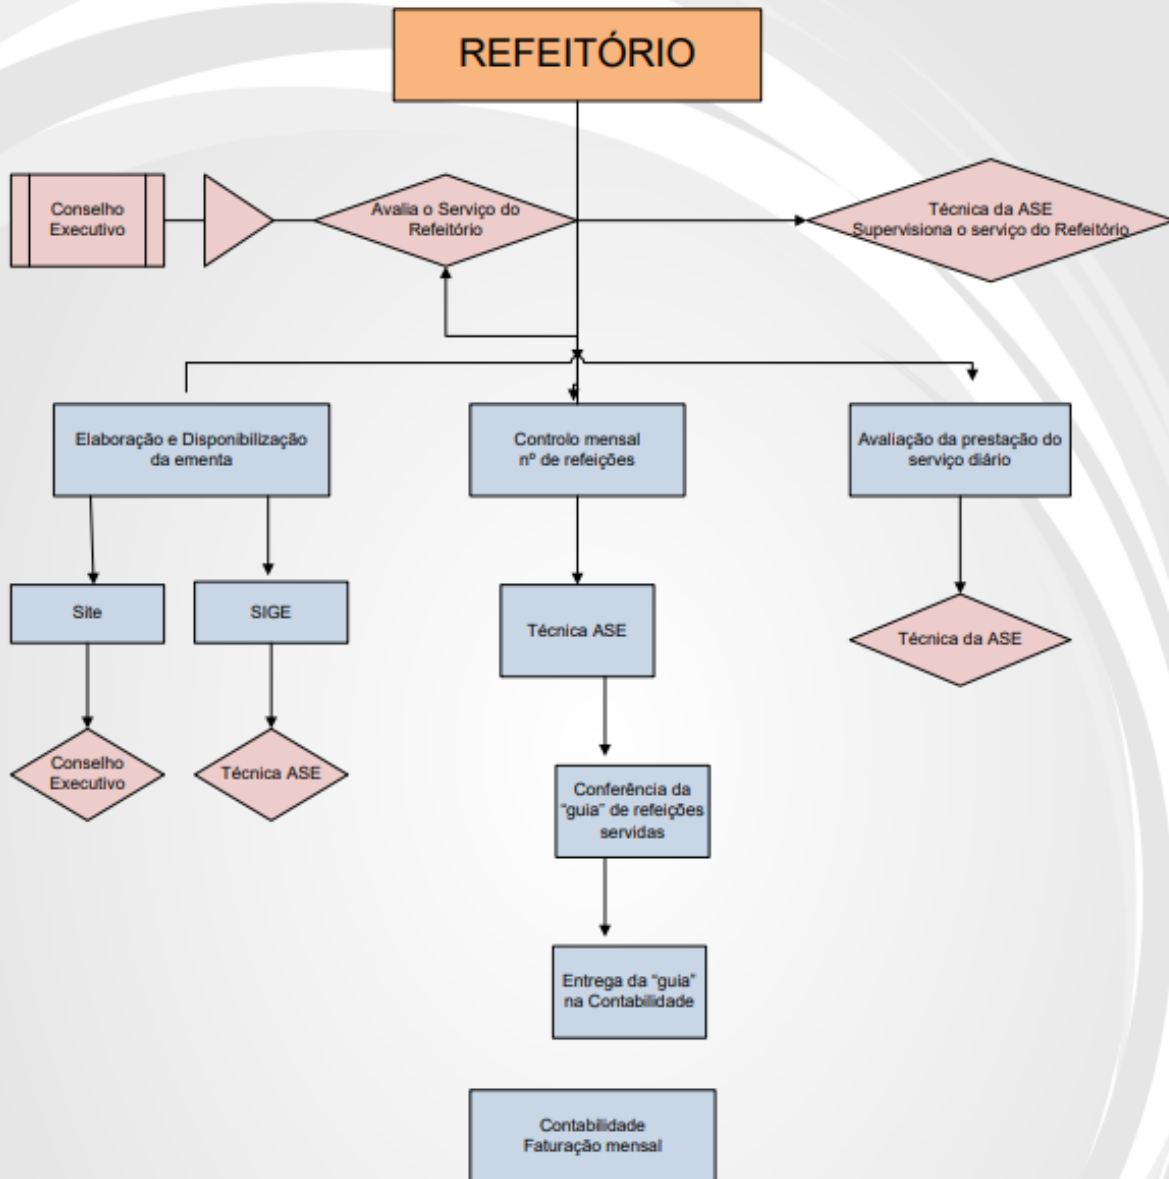 REFEITÓRIO
Conselho
Executivo
Avalia o Serviço do
Refeitório
Técnica da ASE
Supervisiona o serviço do Refeitório
Elaboração e Disponibilização
da ementa
Controlo mensal
nº de refeições
Avaliação da prestação do
serviço diário
Site
SIGE
Técnica ASE
Técnica da ASE
Conselho
Executivo
Técnica ASE
Conferência da
“guia” de refeições
servidas
Entrega da “guia”
na Contabilidade
Contabilidade
Faturação mensal